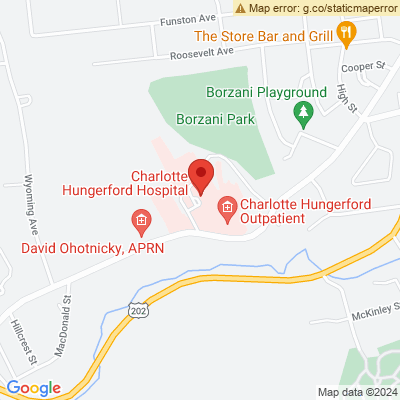 Map error: g.co/staticmaperror
Funston Ave
The Store Bar and Grill
Roosevelt Ave
Cooper St
High St
Borzani Playground
Borzani Park
Charlotte
Hungerford Hospital
Wyoming Ave
Charlotte Hungerford
Outpatient
David Ohotnicky, APRN
202
MacDonald St
Hillcrest St
McKinley S
Google
Map data ©2024